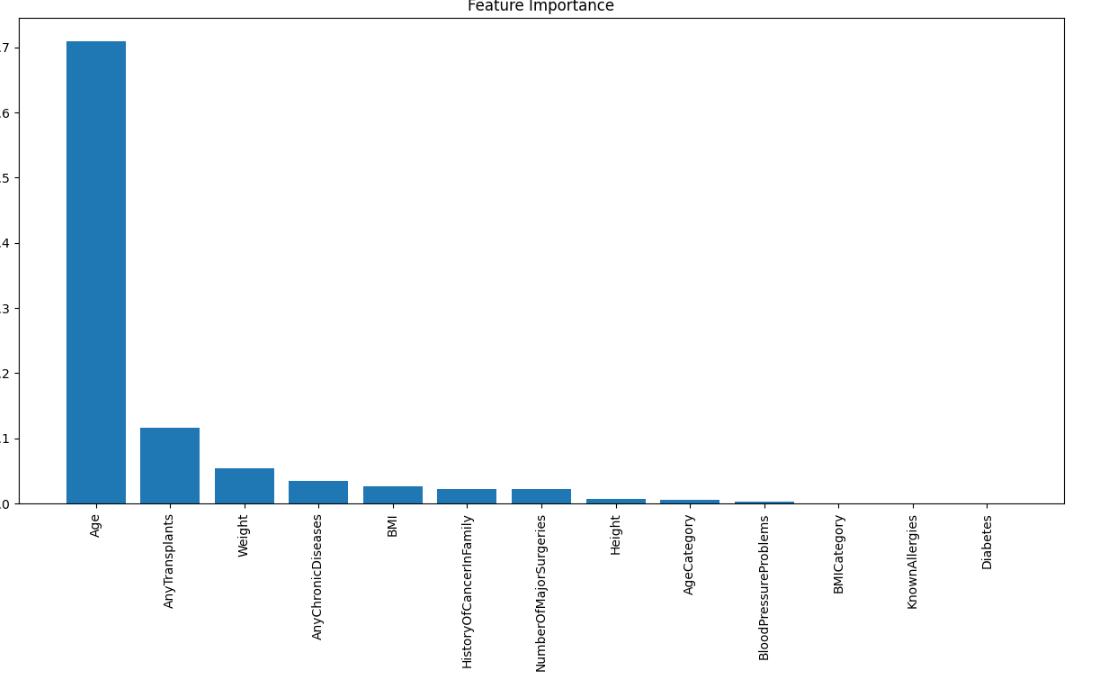 Feature Importance
.7
.6
.5
.4
.3
.2
.1
.0
Age
AnyTransplants
Weight
AnyChronicDiseases
BMI
HistoryOfCancerInFamily
NumberOfMajorSurgeries
Height
AgeCategory
BloodPressureProblems
BMICategory
KnownAllergies
Diabetes